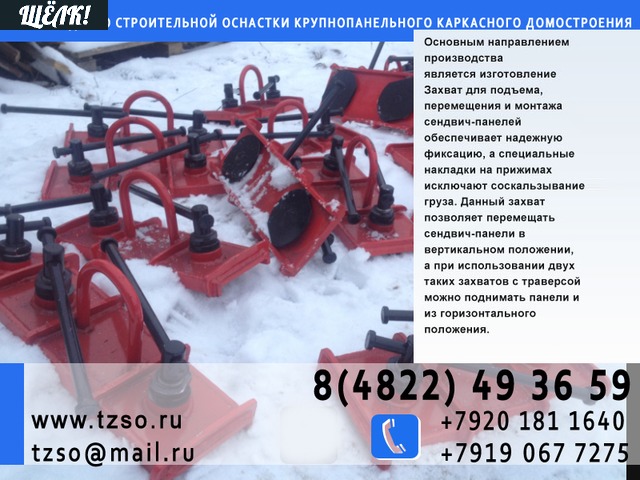 ЩЁЛК!
О СТРОИТЕЛЬНОЙ ОСНАСТКИ КРУПНОПАНЕЛЬНОГО КАРКАСНОГО ДОМОСТРОЕНИЯ
Основным направлением
производства
является изготовление
Захват для подъема,
перемещения и монтажа
сендвич-панелей
обеспечивает надежную
фиксацию, а специальные
накладки на прижимах
исключают соскальзывание
груза. Данный захват
позволяет перемещать
сендвич-панели в
вертикальном положении,
а при использовании двух
таких захватов с траверсой
можно поднимать панели и
из горизонтального
положения.
8(4822) 49 36 59
www.tzso.ru
+7920 181 1640
tzso@mail.ru
+7919 067 7275